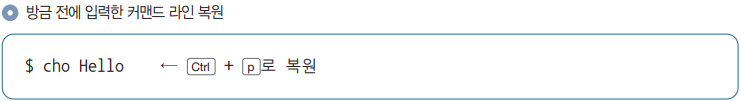 방금 전에 입력한 커맨드 라인 복원
$ cho Hello ← Ctrl + p로 복원